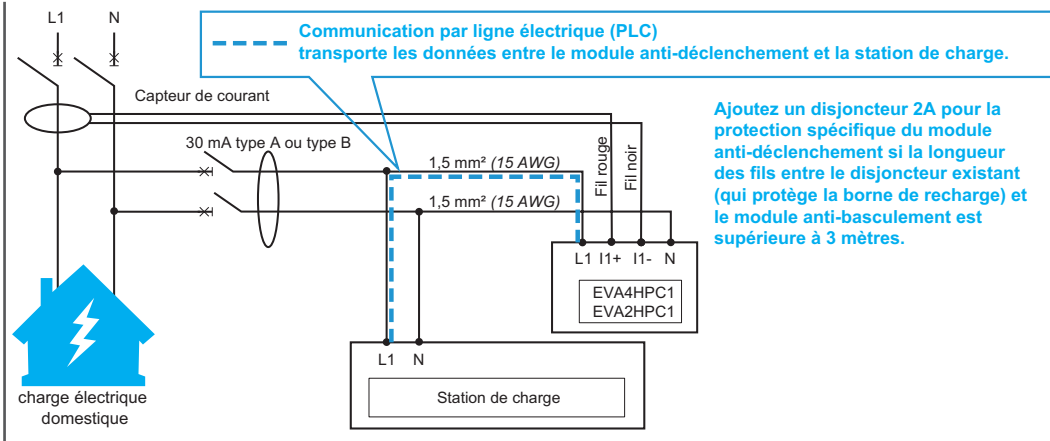 L1 N
Communication par ligne électrique (PLC)
transporte les données entre le module anti-déclenchement et la station de charge.
Capteur de courant
30 mA type A ou type B
1,5 mm² (15 AWG)
1,5 mm² (15 AWG)
Fil rouge
Fil noir
Ajoutez un disjoncteur 2A pour la
protection spécifique du module
anti-déclenchement si la longueur
des fils entre le disjoncteur existant
(qui protège la borne de recharge) et
le module anti-basculement est
supérieure à 3 mètres.
L1 I1+ I1- N
EVA4HPC1
EVA2HPC1
L1 N
Station de charge
charge électrique
domestique